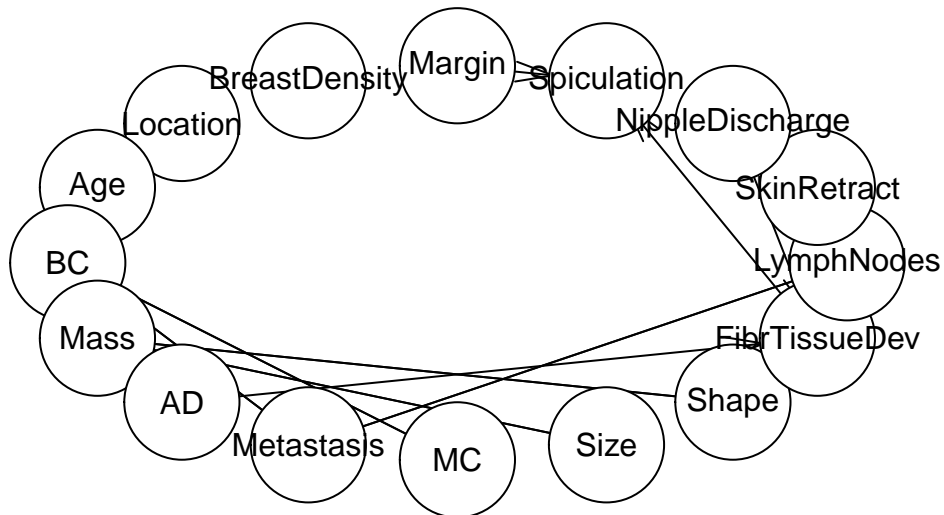 Margin
BreastDensity
Spiculation
Location
NippleDischarge
Age
SkinRetract
BC
LymphNodes
Mass
FibrTissueDev
AD
Shape
Metastasis
Size
MC